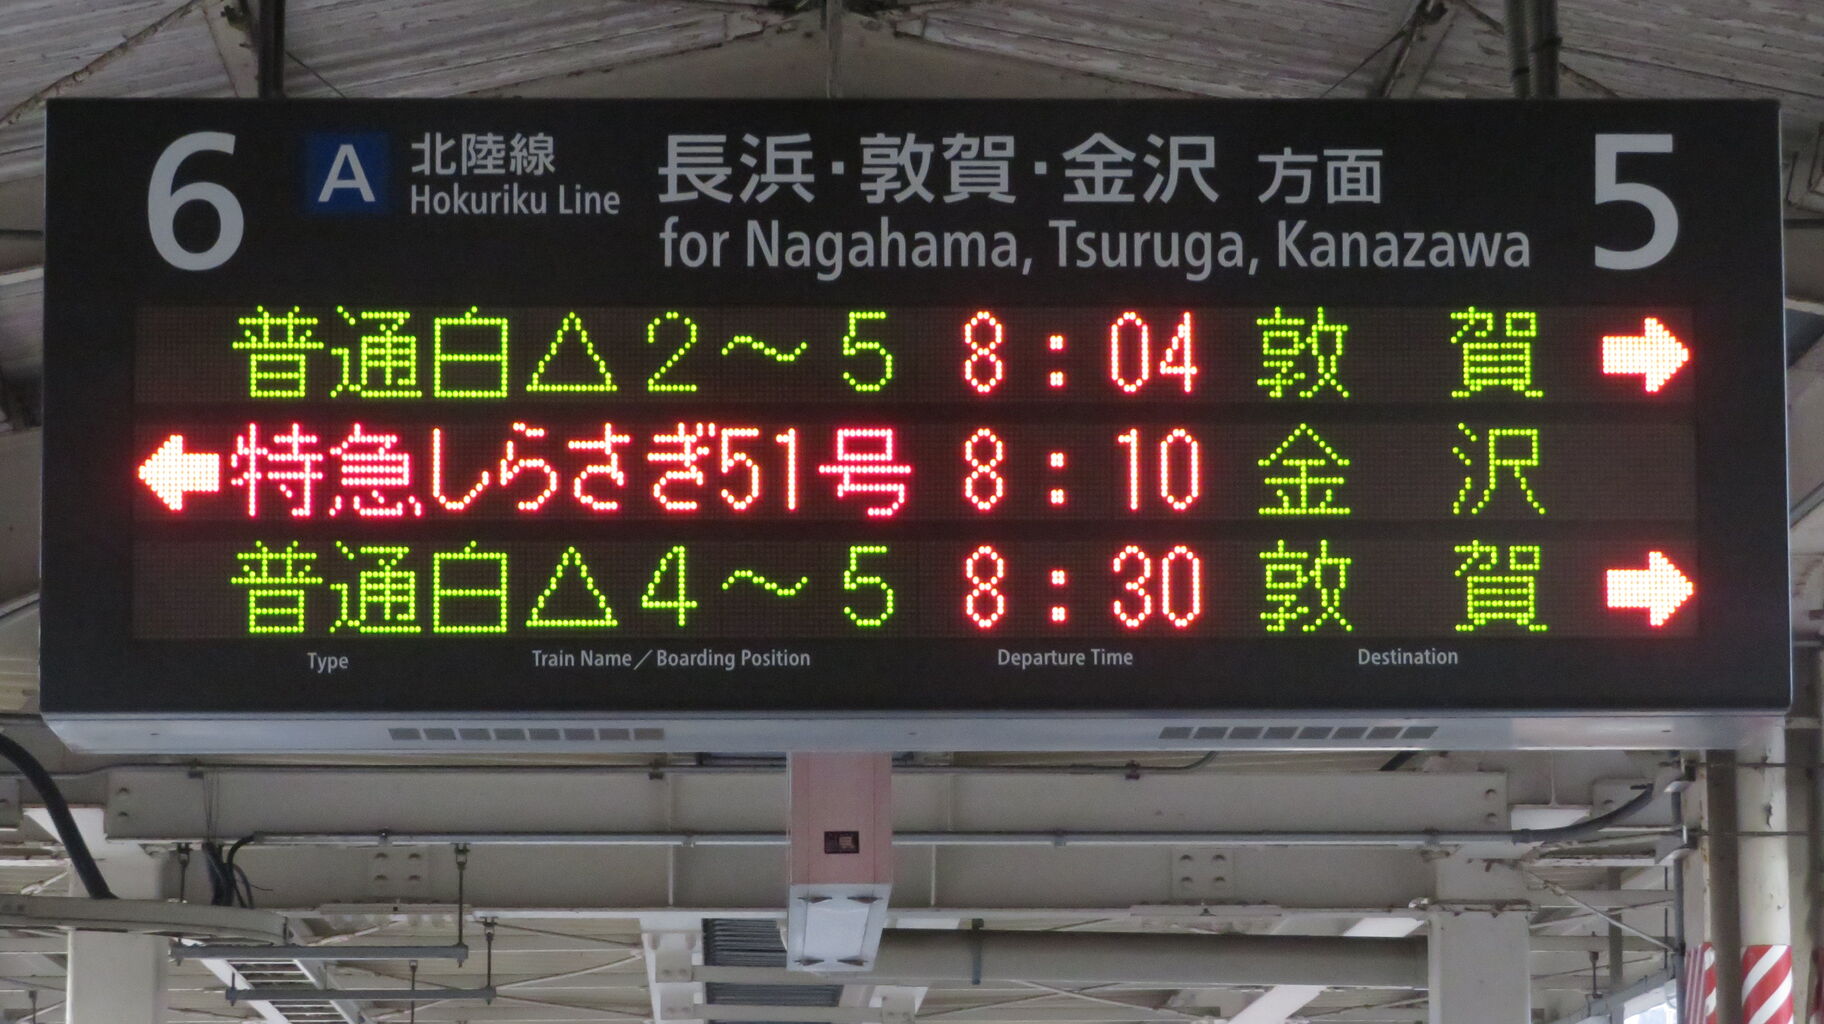 6 A 北陸線 長浜・敦賀・金沢 方面 5
Hokuriku Line for Nagahama, Tsuruga, Kanazawa
普通白△2～5 8:04 敦賀 →
← 特急しらさぎ51号 8:10 金沢
普通白△4～5 8:30 敦賀 →
Type Train Name／Boarding Position Departure Time Destination